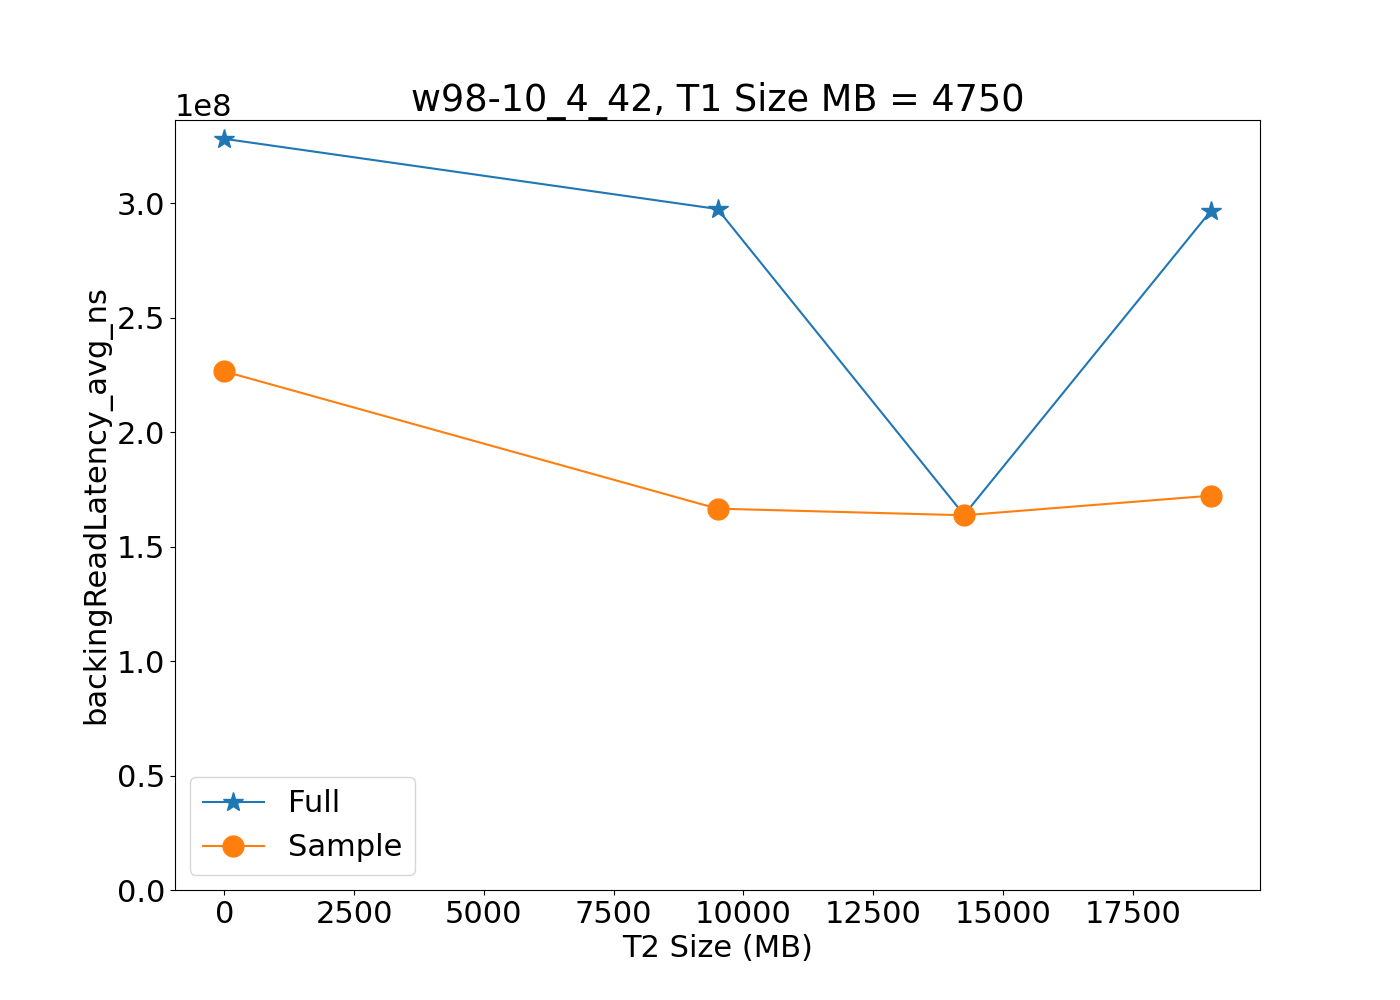 w98-10_4_42, T1 Size MB = 4750
1e8
3.0
2.5
2.0
1.5
1.0
0.5
0.0
backingReadLatency_avg_ns
Full
Sample
0 2500 5000 7500 10000 12500 15000 17500
T2 Size (MB)